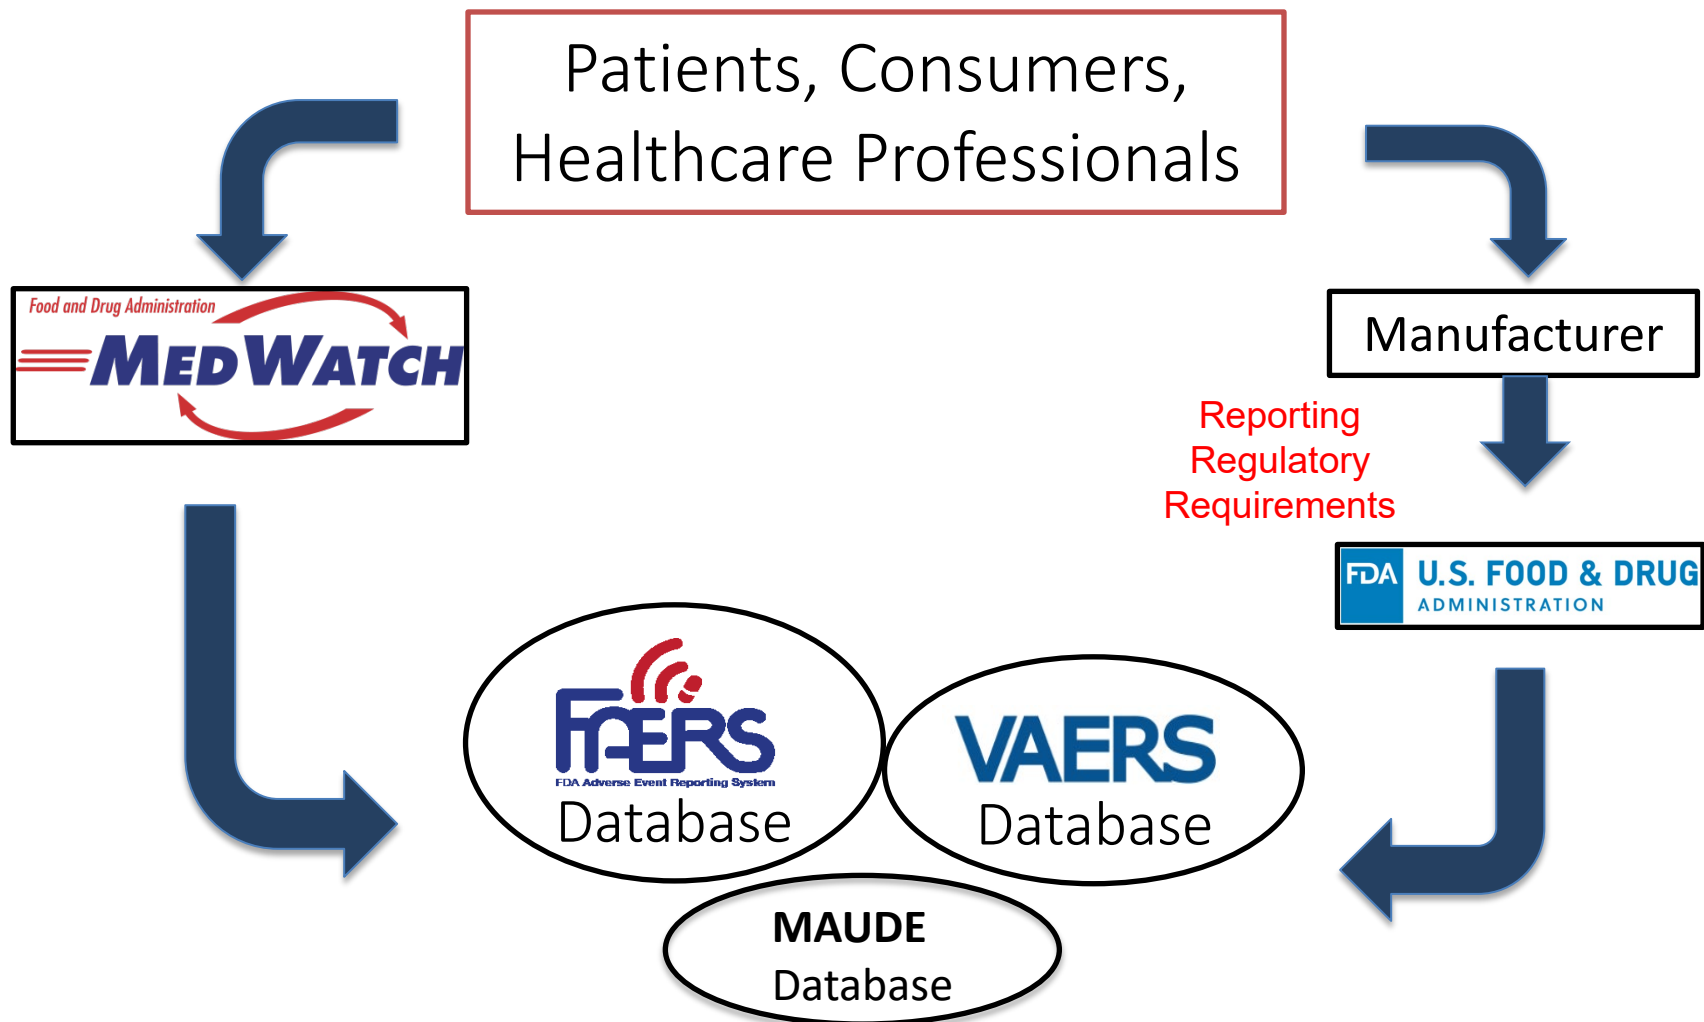 Patients, Consumers,
Healthcare Professionals
Food and Drug Administration
MEDWATCH
Manufacturer
Reporting
Regulatory
Requirements
FDA U.S. FOOD & DRUG
ADMINISTRATION
FAERS
FDA Adverse Event Reporting System
Database
VAERS
Database
MAUDE
Database